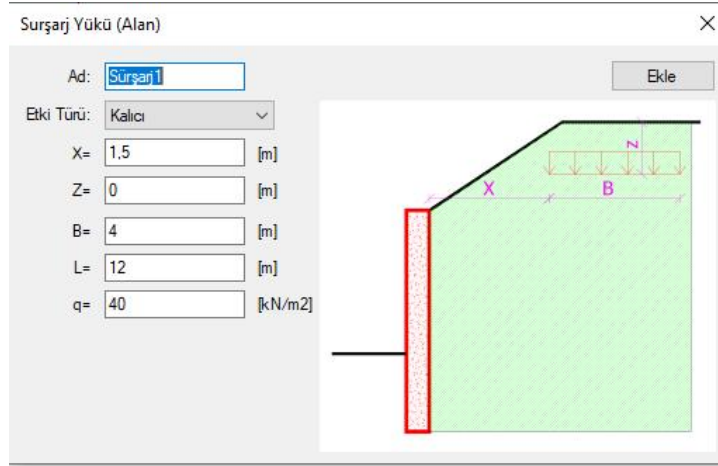 Surşarj Yükü (Alan)
Ad: Sürşarj1 Ekle
Etki Türü: Kalıcı
X= 1,5 [m]
Z= 0 [m]
B= 4 [m]
L= 12 [m]
q= 40 [kN/m2]
z
X B